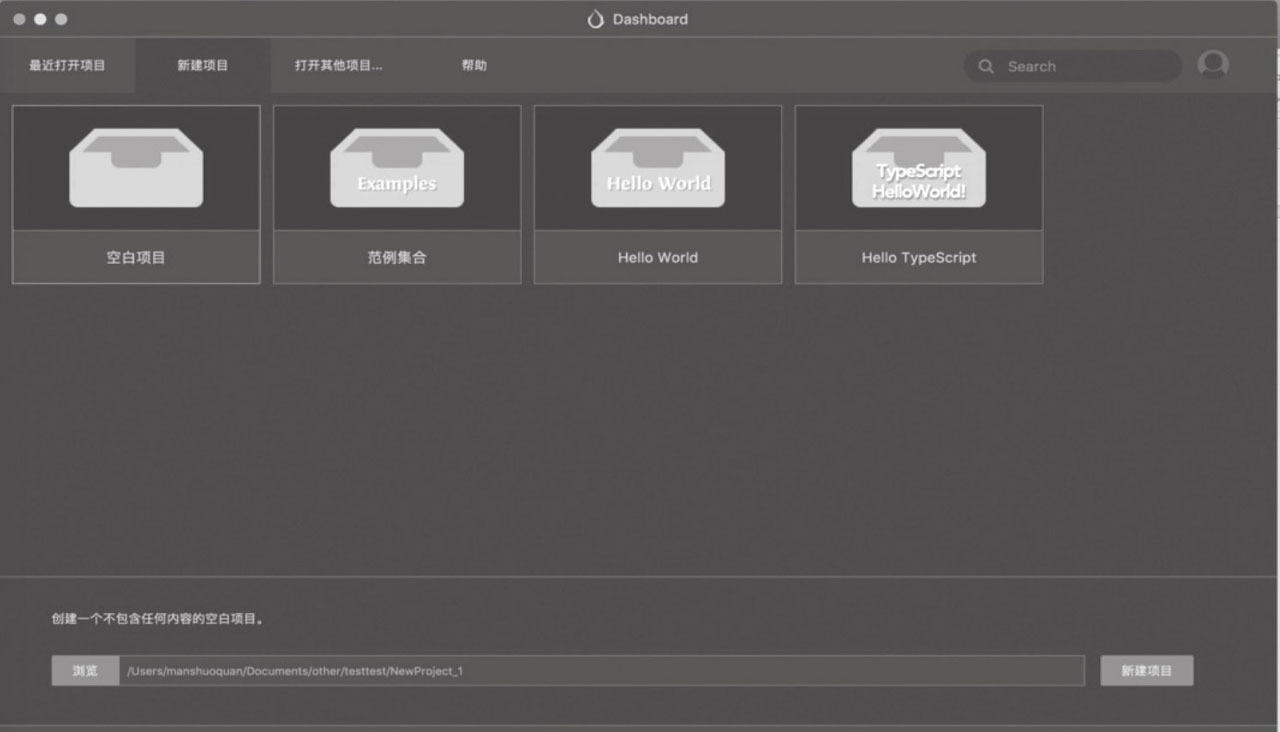 Dashboard
最近打开项目 新建项目 打开其他项目... 帮助 Search
Examples Hello World TypeScript
HelloWorld!
空白项目 范例集合 Hello World Hello TypeScript
创建一个不包含任何内容的空白项目。
浏览 /Users/manshuoquan/Documents/other/testtest/NewProject_1 新建项目